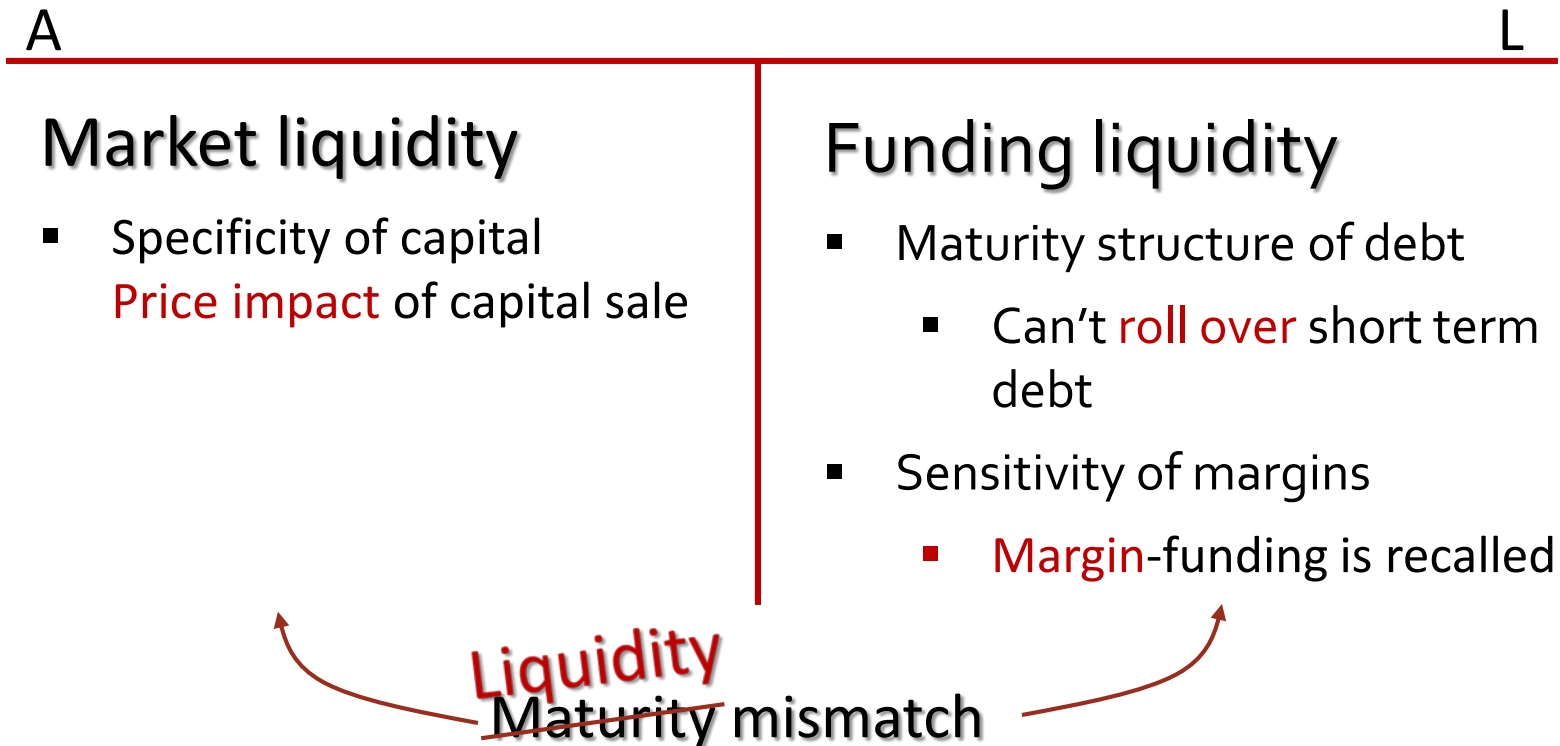 A
L
Market liquidity
▪ Specificity of capital
Price impact of capital sale
Funding liquidity
▪ Maturity structure of debt
▪ Can’t roll over short term
debt
▪ Sensitivity of margins
▪ Margin-funding is recalled
Liquidity
Maturity mismatch